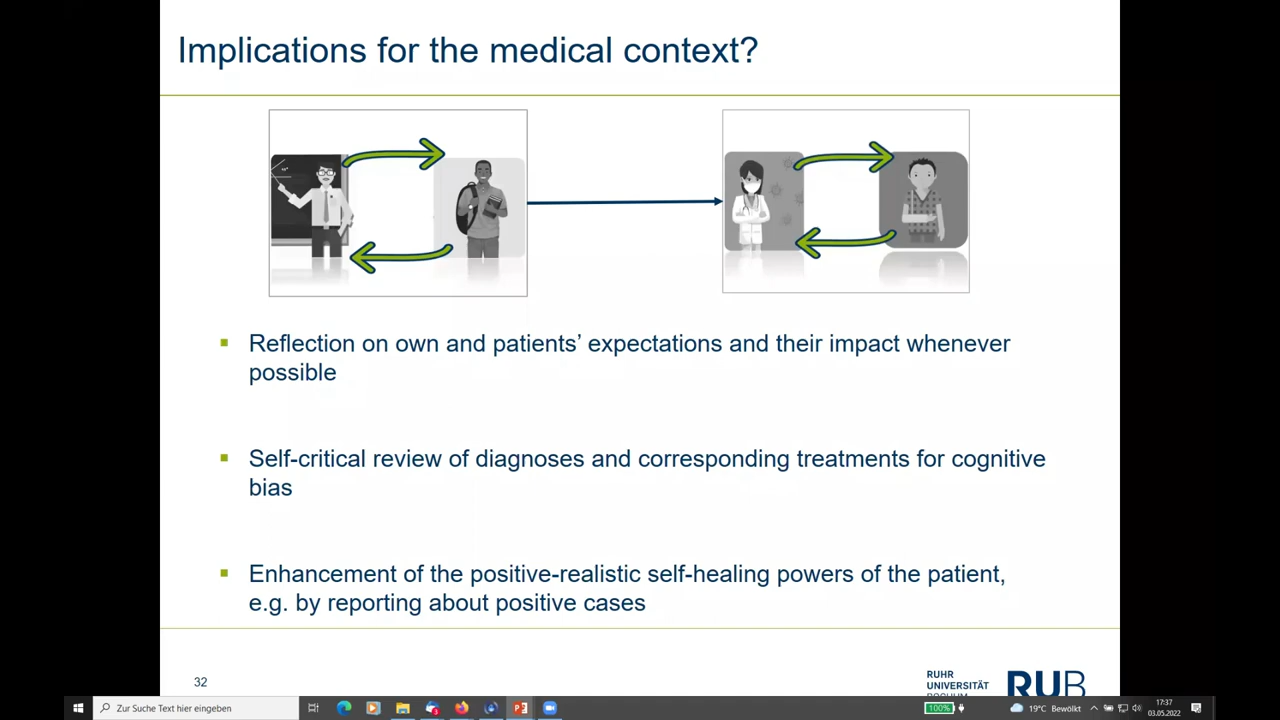 Implications for the medical context?
Reflection on own and patients’ expectations and their impact whenever
possible
Self-critical review of diagnoses and corresponding treatments for cognitive
bias
Enhancement of the positive-realistic self-healing powers of the patient,
e.g. by reporting about positive cases
32
RUHR
UNIVERSITÄT
BOCHUM
RUB
Zur Suche Text hier eingeben
3
100%
19°C Bewölkt
17:37
03.05.2022